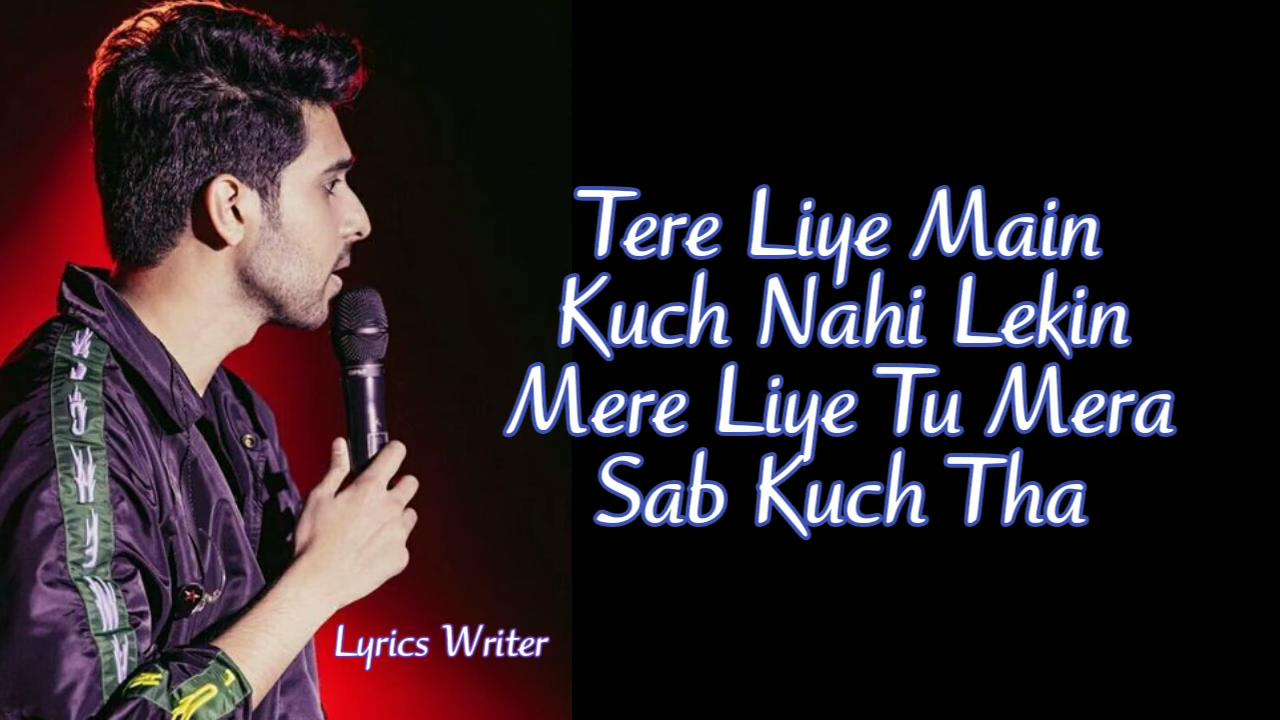 Tere Liye Main
Kuch Nahi Lekin
Mere Liye Tu Mera
Sab Kuch Tha
Lyrics Writer